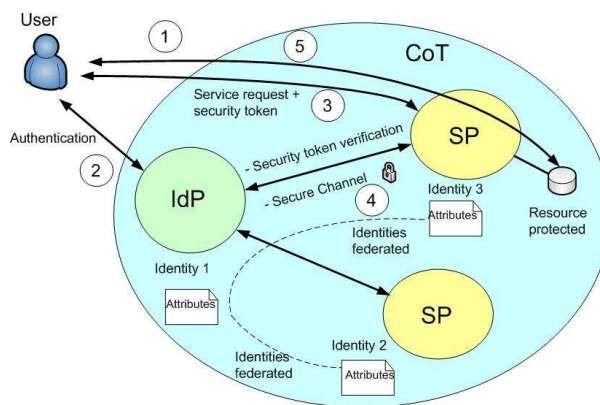 User
1
5
CoT
Service request +
security token
3
Authentication
2
SP
- Security token verification
- Secure Channel
IdP
4
Identity 3
Attributes
Resource
protected
Identities
federated
Identity 1
Attributes
SP
Identity 2
Identities
federated
Attributes